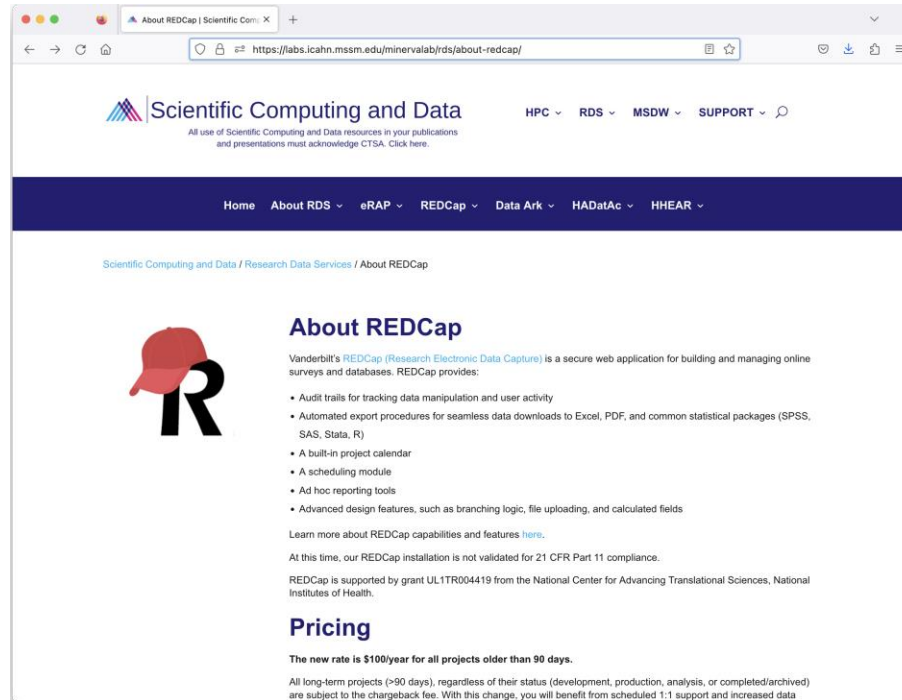 About REDCap | Scientific Com
https://labs.icahn.mssm.edu/minervalab/rds/about-redcap/
Scientific Computing and Data
All use of Scientific Computing and Data resources in your publications
and presentations must acknowledge CTSA. Click here.
HPC RDS MSDW SUPPORT
Home About RDS eRAP REDCap Data Ark HADatAc HHEAR
Scientific Computing and Data / Research Data Services / About REDCap
R
About REDCap
Vanderbilt's REDCap (Research Electronic Data Capture) is a secure web application for building and managing online
surveys and databases. REDCap provides:
• Audit trails for tracking data manipulation and user activity
• Automated export procedures for seamless data downloads to Excel, PDF, and common statistical packages (SPSS,
SAS, Stata, R)
• A built-in project calendar
• A scheduling module
• Ad hoc reporting tools
• Advanced design features, such as branching logic, file uploading, and calculated fields
Learn more about REDCap capabilities and features here.
At this time, our REDCap installation is not validated for 21 CFR Part 11 compliance.
REDCap is supported by grant UL1TR004419 from the National Center for Advancing Translational Sciences, National
Institutes of Health.
Pricing
The new rate is $100/year for all projects older than 90 days.
All long-term projects (>90 days), regardless of their status (development, production, analysis, or completed/archived)
are subject to the chargeback fee. With this change, you will benefit from scheduled 1:1 support and increased data